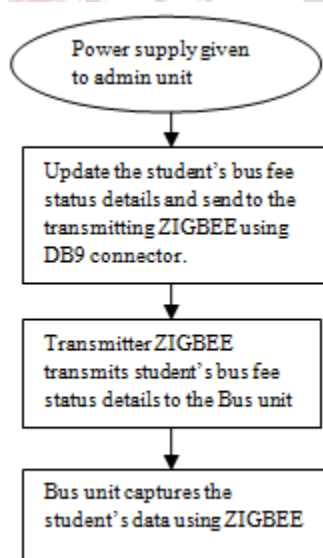 Power supply given
to admin unit
Update the student's bus fee
status details and send to the
transmitting ZIGBEE using
DB9 connector.
Transmitter ZIGBEE
transmits student's bus fee
status details to the Bus unit
Bus unit captures the
student's data using ZIGBEE